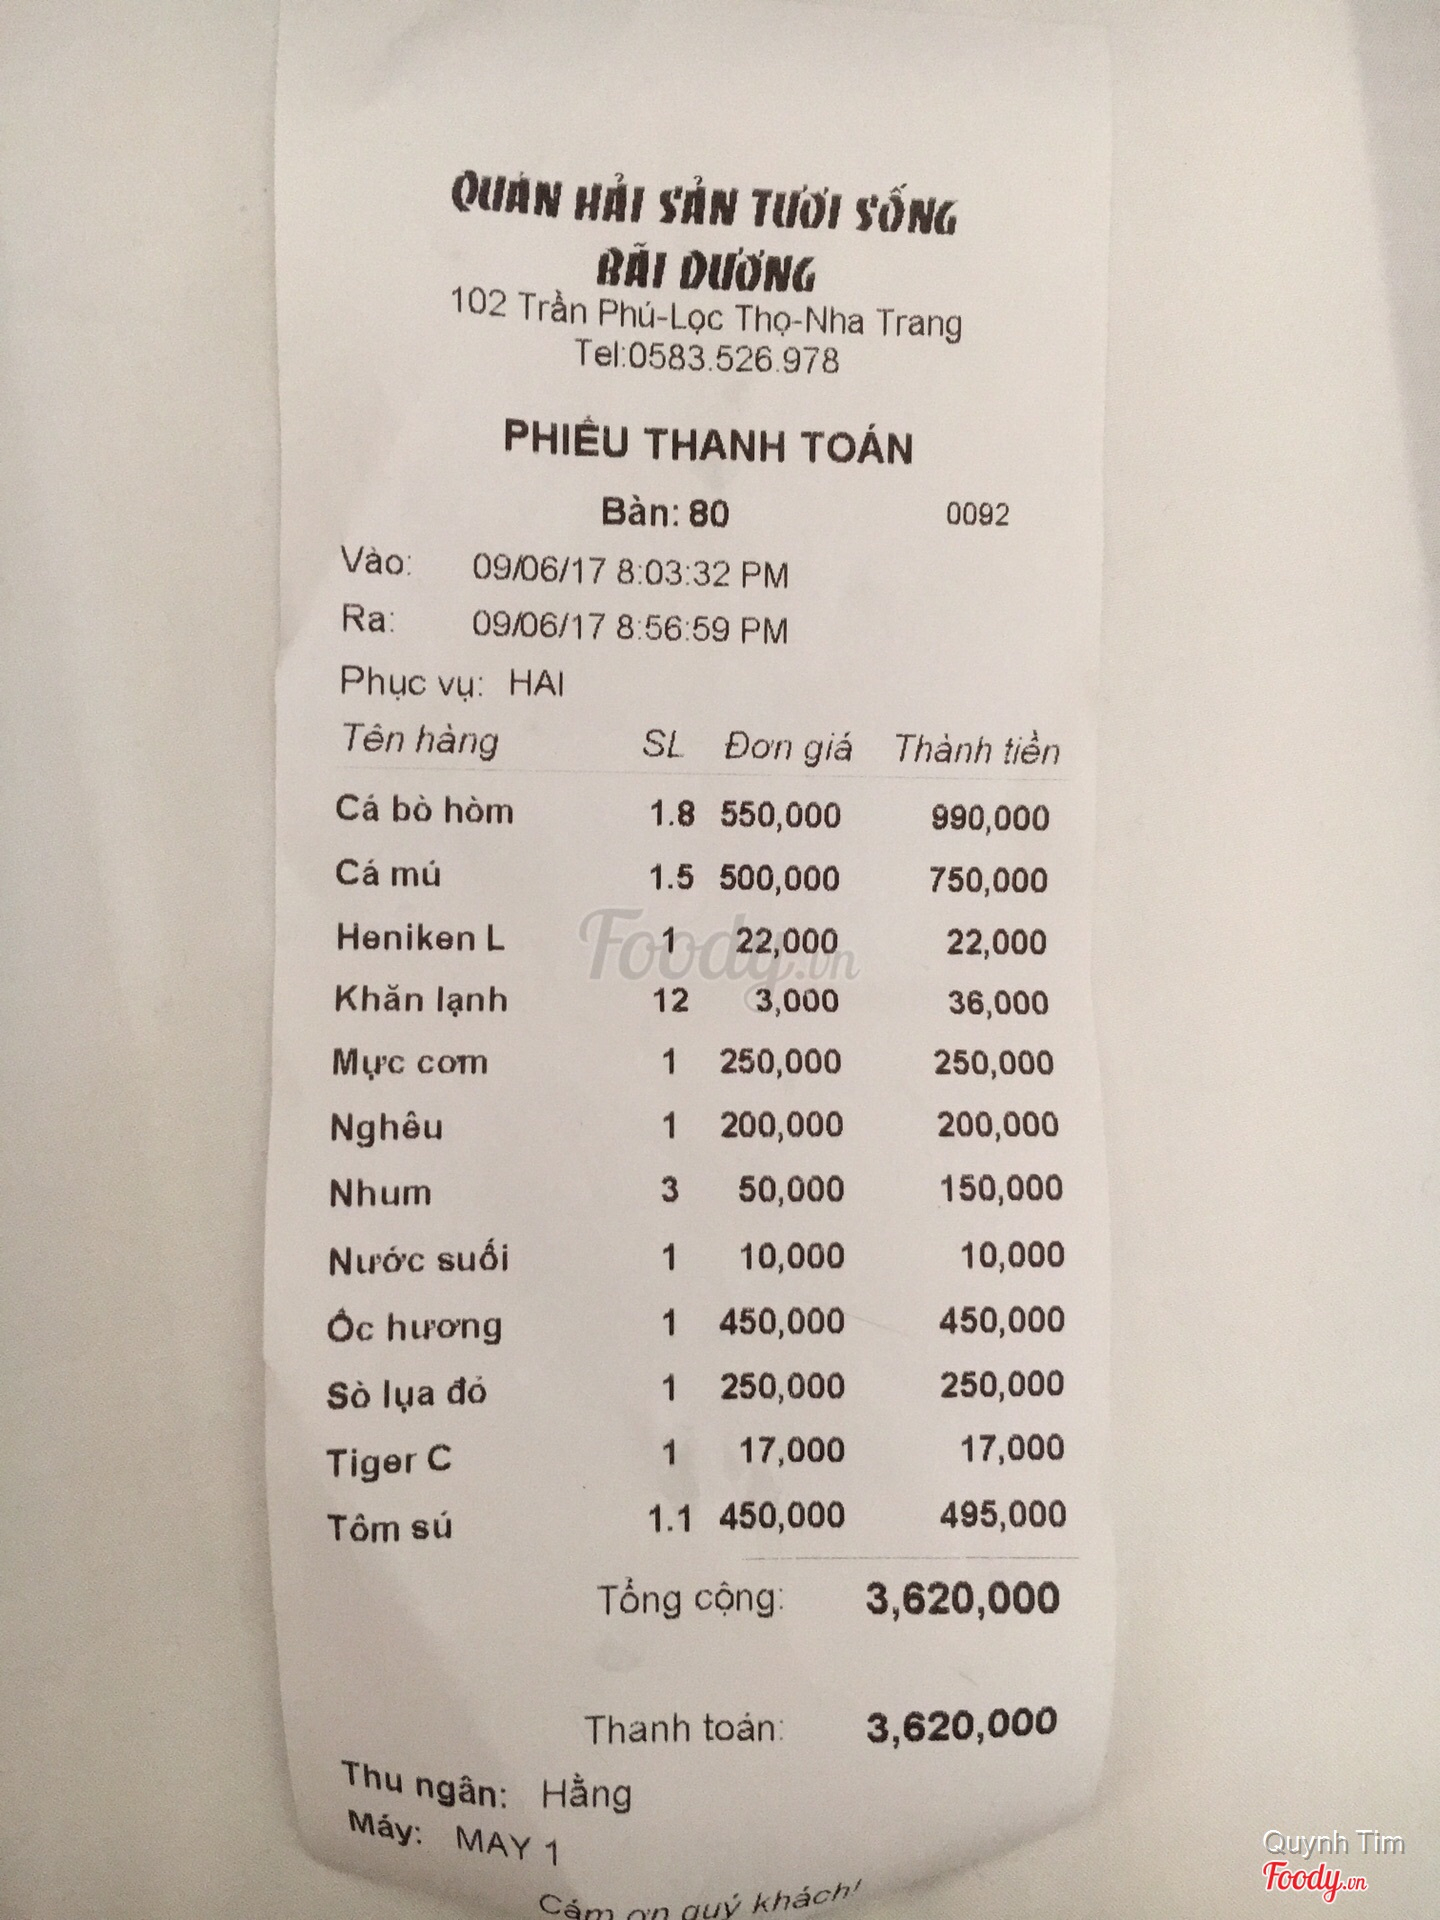 QUÁN HẢI SẢN TƯƠI SỐNG
BÃI DƯƠNG
102 Trần Phú-Lọc Thọ-Nha Trang
Tel:0583.526.978
PHIẾU THANH TOÁN
Bàn: 80 0092
Vào: 09/06/17 8:03:32 PM
Ra: 09/06/17 8:56:59 PM
Phục vụ: HAI
Tên hàng SL Đơn giá Thành tiền
Cá bò hòm 1.8 550,000 990,000
Cá mú 1.5 500,000 750,000
Heniken L 1 22,000 22,000
Foody.vn
Khăn lạnh 12 3,000 36,000
Mực cơm 1 250,000 250,000
Nghêu 1 200,000 200,000
Nhum 3 50,000 150,000
Nước suối 1 10,000 10,000
Ốc hương 1 450,000 450,000
Sò lụa đỏ 1 250,000 250,000
Tiger C 1 17,000 17,000
Tôm sú 1.1 450,000 495,000
Tổng cộng: 3,620,000
Thanh toán: 3,620,000
Thu ngân: Hằng
Máy: MAY 1
Cám ơn quý khách!
Quynh Tim
Foody.vn